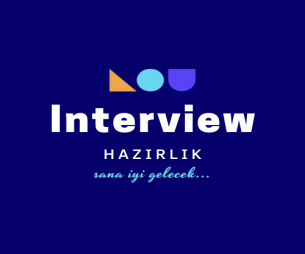 Interview
HAZIRLIK
sana iyi gelecek...